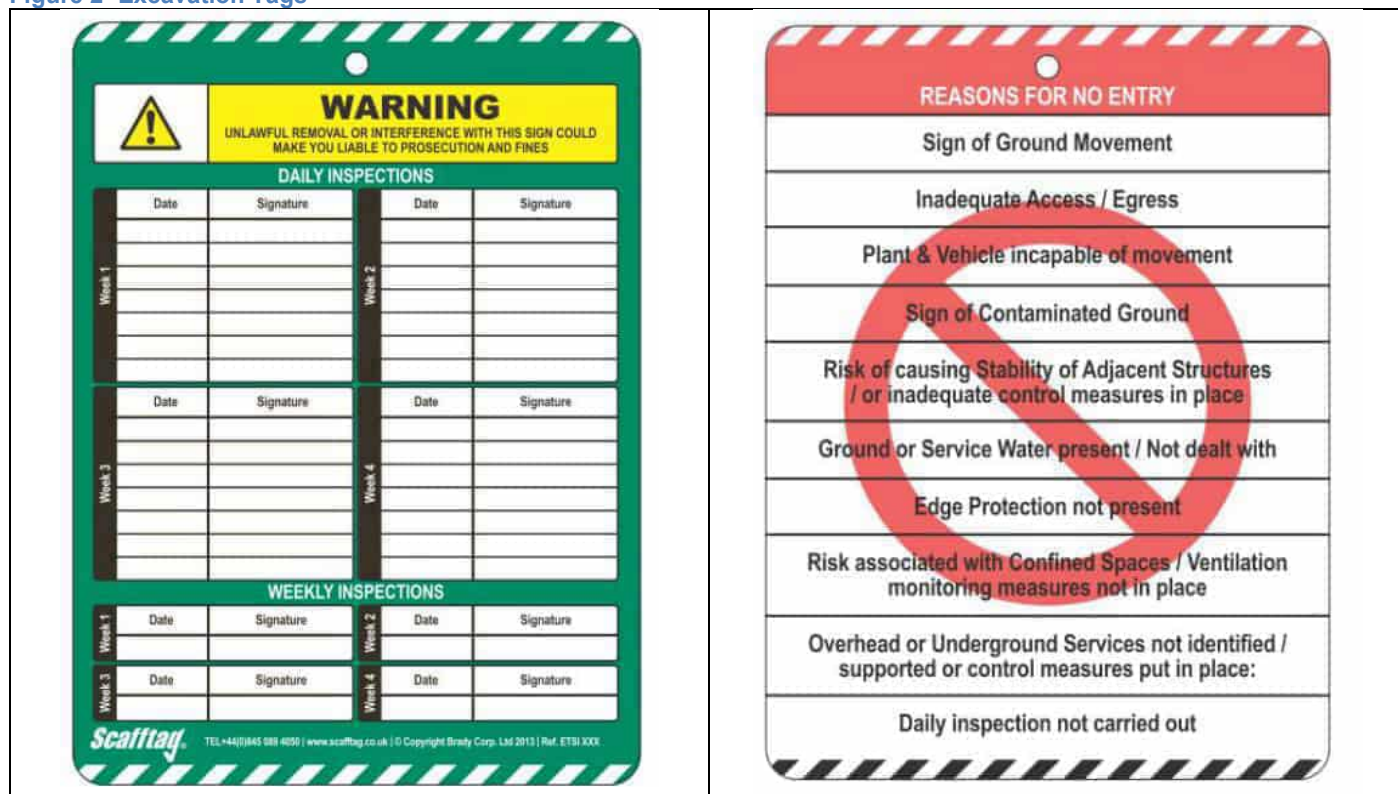 Figure 2 Excavation Tags
WARNING
UNLAWFUL REMOVAL OR INTERFERENCE WITH THIS SIGN COULD
MAKE YOU LIABLE TO PROSECUTION AND FINES
DAILY INSPECTIONS
Week 1
Date Signature
Week 2
Date Signature
Week 3
Date Signature
Week 4
Date Signature
WEEKLY INSPECTIONS
Week 1
Date Signature
Week 2
Date Signature
Week 3
Date Signature
Week 4
Date Signature
Scafftag.
TEL+44(0)845 089 4050 | www.scafftag.co.uk | © Copyright Brady Corp. Ltd 2013 | Ref. ETSI XXX
REASONS FOR NO ENTRY
Sign of Ground Movement
Inadequate Access / Egress
Plant & Vehicle incapable of movement
Sign of Contaminated Ground
Risk of causing Stability of Adjacent Structures
/ or inadequate control measures in place
Ground or Service Water present / Not dealt with
Edge Protection not present
Risk associated with Confined Spaces / Ventilation
monitoring measures not in place
Overhead or Underground Services not identified /
supported or control measures put in place:
Daily inspection not carried out